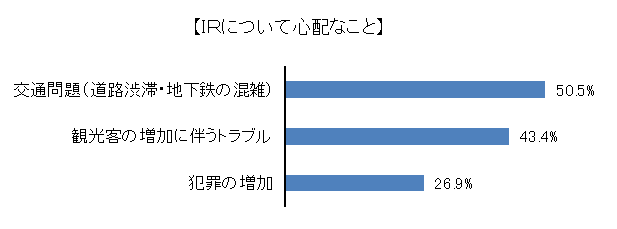 【IRについて心配なこと】
交通問題(道路渋滞・地下鉄の混雑) 50.5%
観光客の増加に伴うトラブル 43.4%
犯罪の増加 26.9%